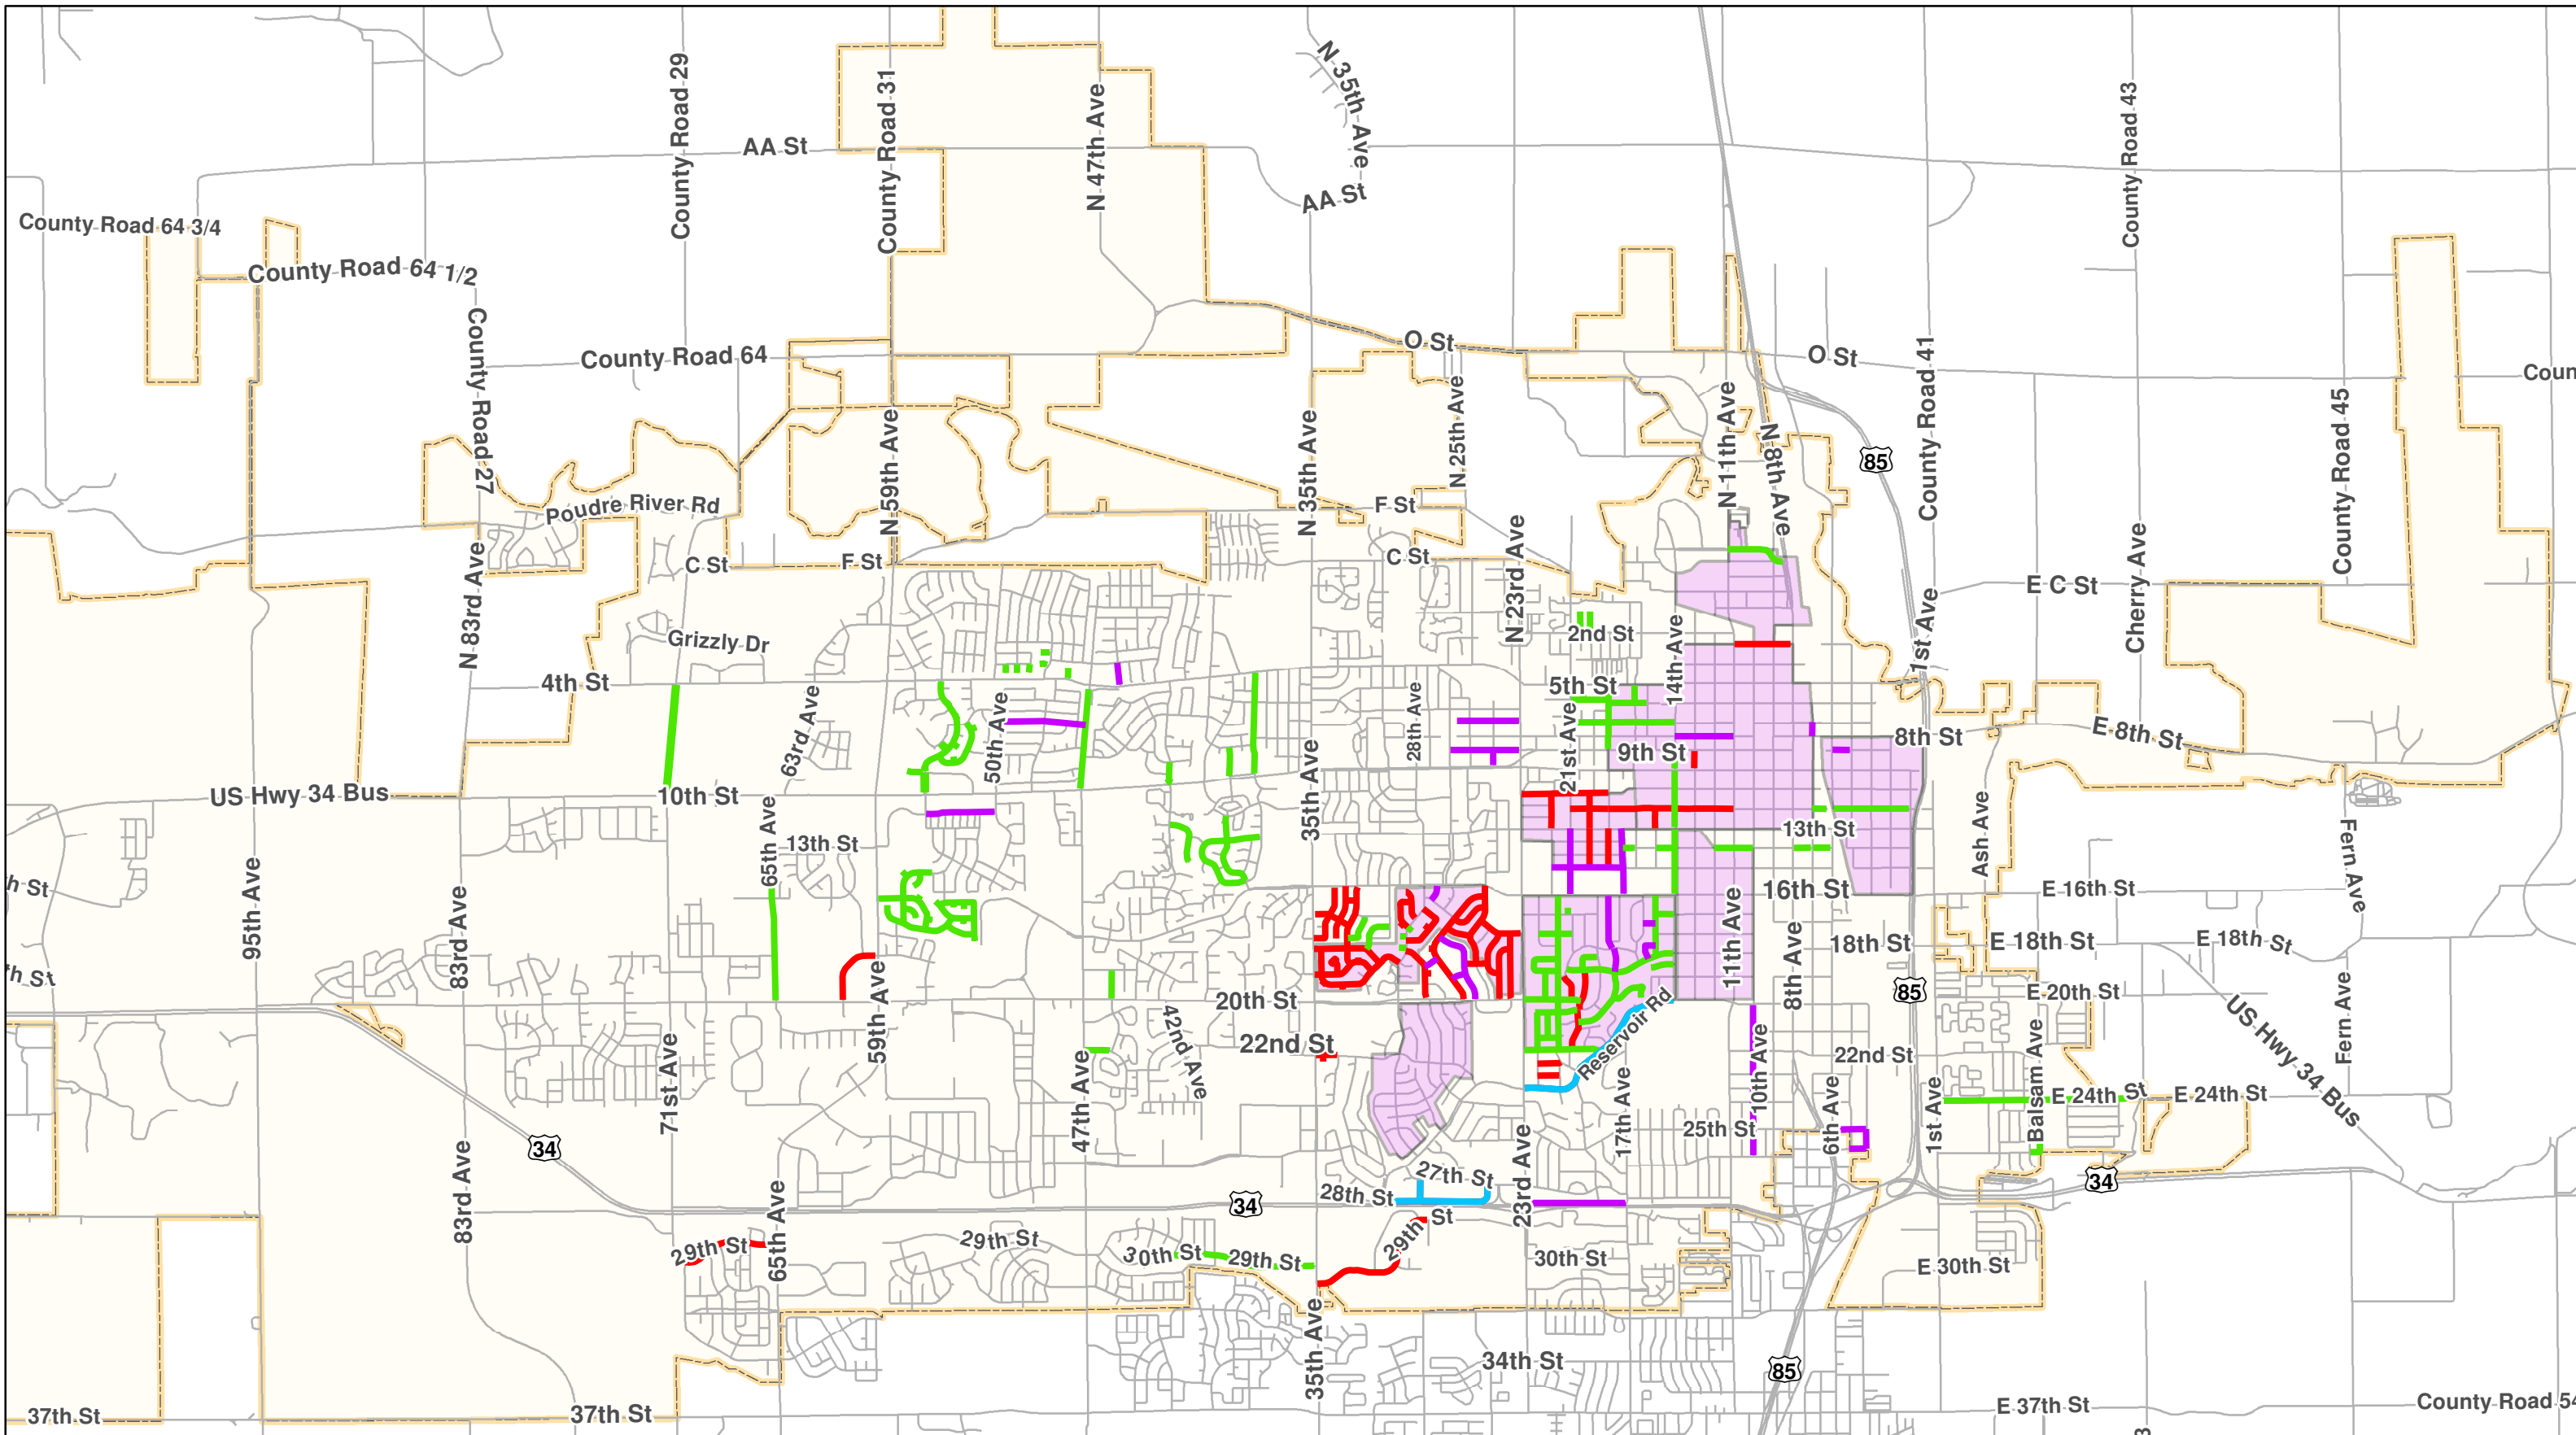 County Road 29
County Road 31
N 47th Ave
N 35th Ave
County Road 43
AA St
AA St
County Road 64 3/4
County Road 64 1/2
County Road 27
County Road 64
O St
O St
County Road 41
Coun
N 25th Ave
N 11th Ave
N 8th Ave
85
County Road 45
N 59th Ave
N 35th Ave
Poudre River Rd
F St
C St
F St
C St
N 83rd Ave
N 23rd Ave
E C St
Cherry Ave
1st Ave
Grizzly Dr
2nd St
14th Ave
4th St
5th St
63rd Ave
50th Ave
28th Ave
21st Ave
9th St
8th St
E 8th St
35th Ave
US Hwy 34 Bus
10th St
65th Ave
13th St
13th St
Ash Ave
Fern Ave
h St
95th Ave
83rd Ave
16th St
E 16th St
11th Ave
8th Ave
18th St
E 18th St
E 18th St
th St
59th Ave
20th St
85
E 20th St
Fern Ave
US Hwy 34 Bus
71st Ave
47th Ave
42nd Ave
22nd St
Reservoir Rd
10th Ave
22nd St
Balsam Ave
17th Ave
6th Ave
1st Ave
E 24th St
E 24th St
25th St
34
83rd Ave
65th Ave
23rd Ave
27th St
28th St
34
34
29th St
29th St
29th St
30th St
29th St
30th St
E 30th St
35th Ave
34th St
85
37th St
37th St
E 37th St
County Road 54